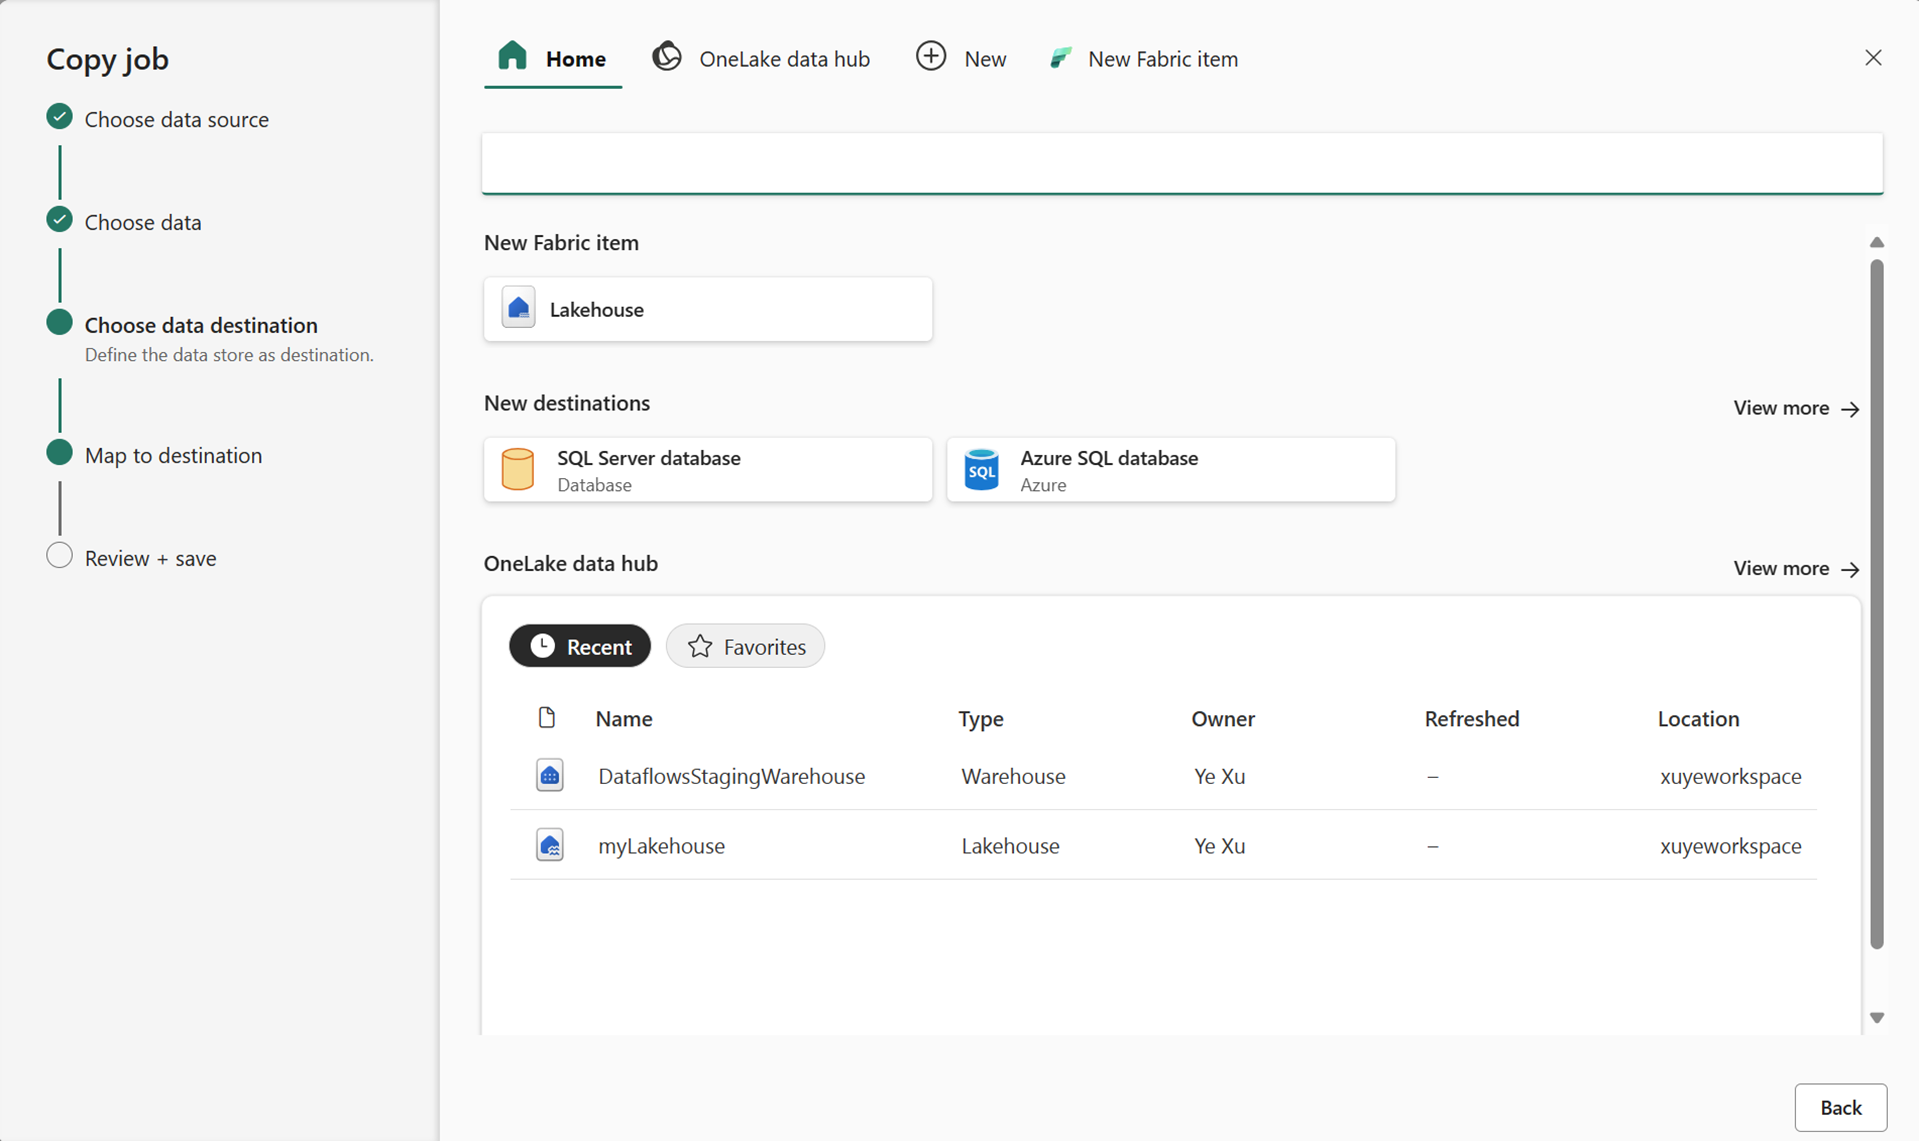 Copy job
Choose data source
Choose data
Choose data destination
Define the data store as destination.
Map to destination
Review + save
Home
OneLake data hub
New
New Fabric item
New Fabric item
Lakehouse
New destinations
View more
SQL Server database
Database
SQL
Azure SQL database
Azure
OneLake data hub
View more
Recent
Favorites
Name Type Owner Refreshed Location
DataflowsStagingWarehouse Warehouse Ye Xu – xuyeworkspace
myLakehouse Lakehouse Ye Xu – xuyeworkspace
Back